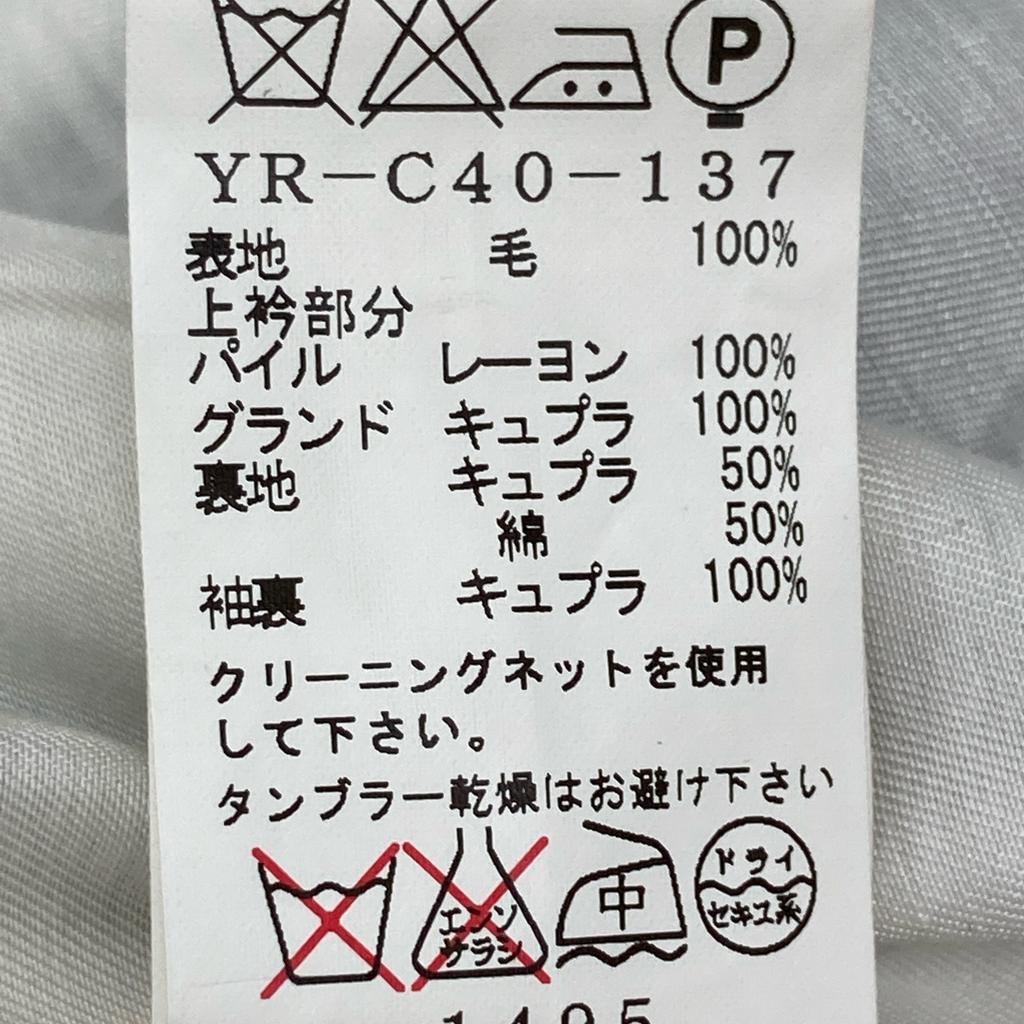 P
YR-C40-137
表地 毛 100%
上衿部分
パイル レーヨン 100%
グランド キュプラ 100%
裏地 キュプラ 50%
綿 50%
袖裏 キュプラ 100%
クリーニングネットを使用
して下さい。
タンブラー乾燥はお避け下さい
エンソ
サラシ
中
ドライ
セキユ系